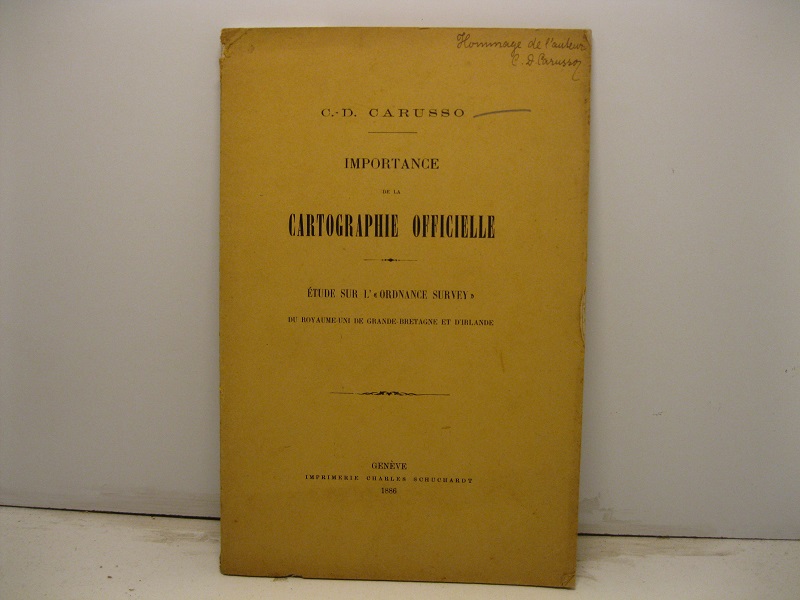 Hommage de l'auteur
C. D. Carusso
C.-D. CARUSSO
IMPORTANCE
DE LA
CARTOGRAPHIE OFFICIELLE
ÉTUDE SUR L' « ORDNANCE SURVEY »
DU ROYAUME-UNI DE GRANDE-BRETAGNE ET D'IRLANDE
GENÈVE
IMPRIMERIE CHARLES SCHUCHARDT
1886